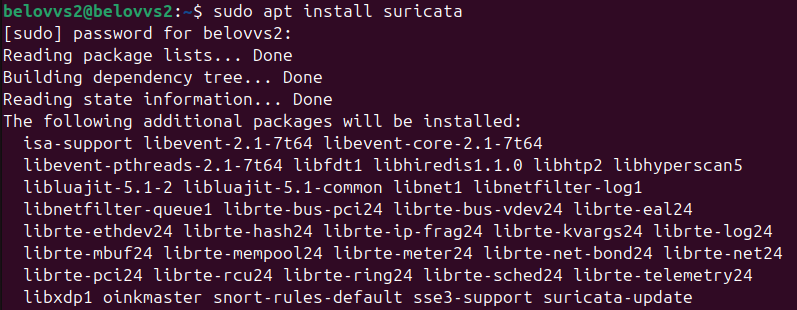 belovvs2@belovvs2:~$ sudo apt install suricata
[sudo] password for belovvs2:
Reading package lists... Done
Building dependency tree... Done
Reading state information... Done
The following additional packages will be installed:
  isa-support libevent-2.1-7t64 libevent-core-2.1-7t64
  libevent-pthreads-2.1-7t64 libfdt1 libhiredis1.1.0 libhtp2 libhyperscan5
  libluajit-5.1-2 libluajit-5.1-common libnet1 libnetfilter-log1
  libnetfilter-queue1 librte-bus-pci24 librte-bus-vdev24 librte-eal24
  librte-ethdev24 librte-hash24 librte-ip-frag24 librte-kvargs24 librte-log24
  librte-mbuf24 librte-mempool24 librte-meter24 librte-net-bond24 librte-net24
  librte-pci24 librte-rcu24 librte-ring24 librte-sched24 librte-telemetry24
  libxdp1 oinkmaster snort-rules-default sse3-support suricata-update